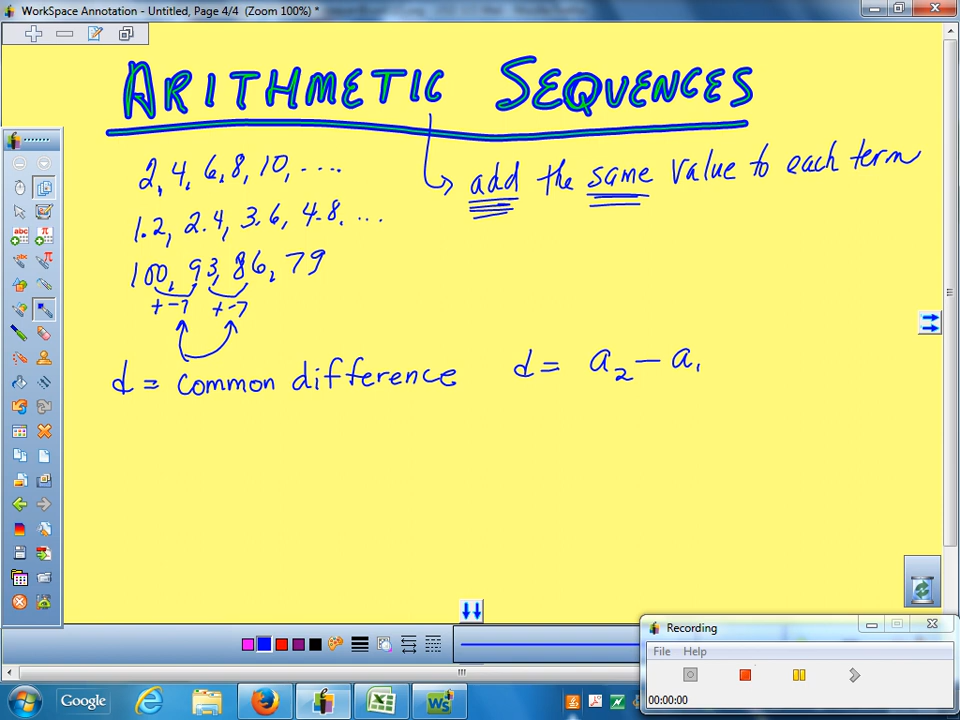 WorkSpace Annotation - Untitled, Page 4/4 (Zoom 100%) *
ARITHMETIC SEQUENCES
2, 4, 6, 8, 10, ....
add the same value to each term
1.2, 2.4, 3.6, 4.8, ...
100, 93, 86, 79
+-7 +-7
d = common difference
d = a₂ - a₁
Recording
File Help
00:00:00
Google